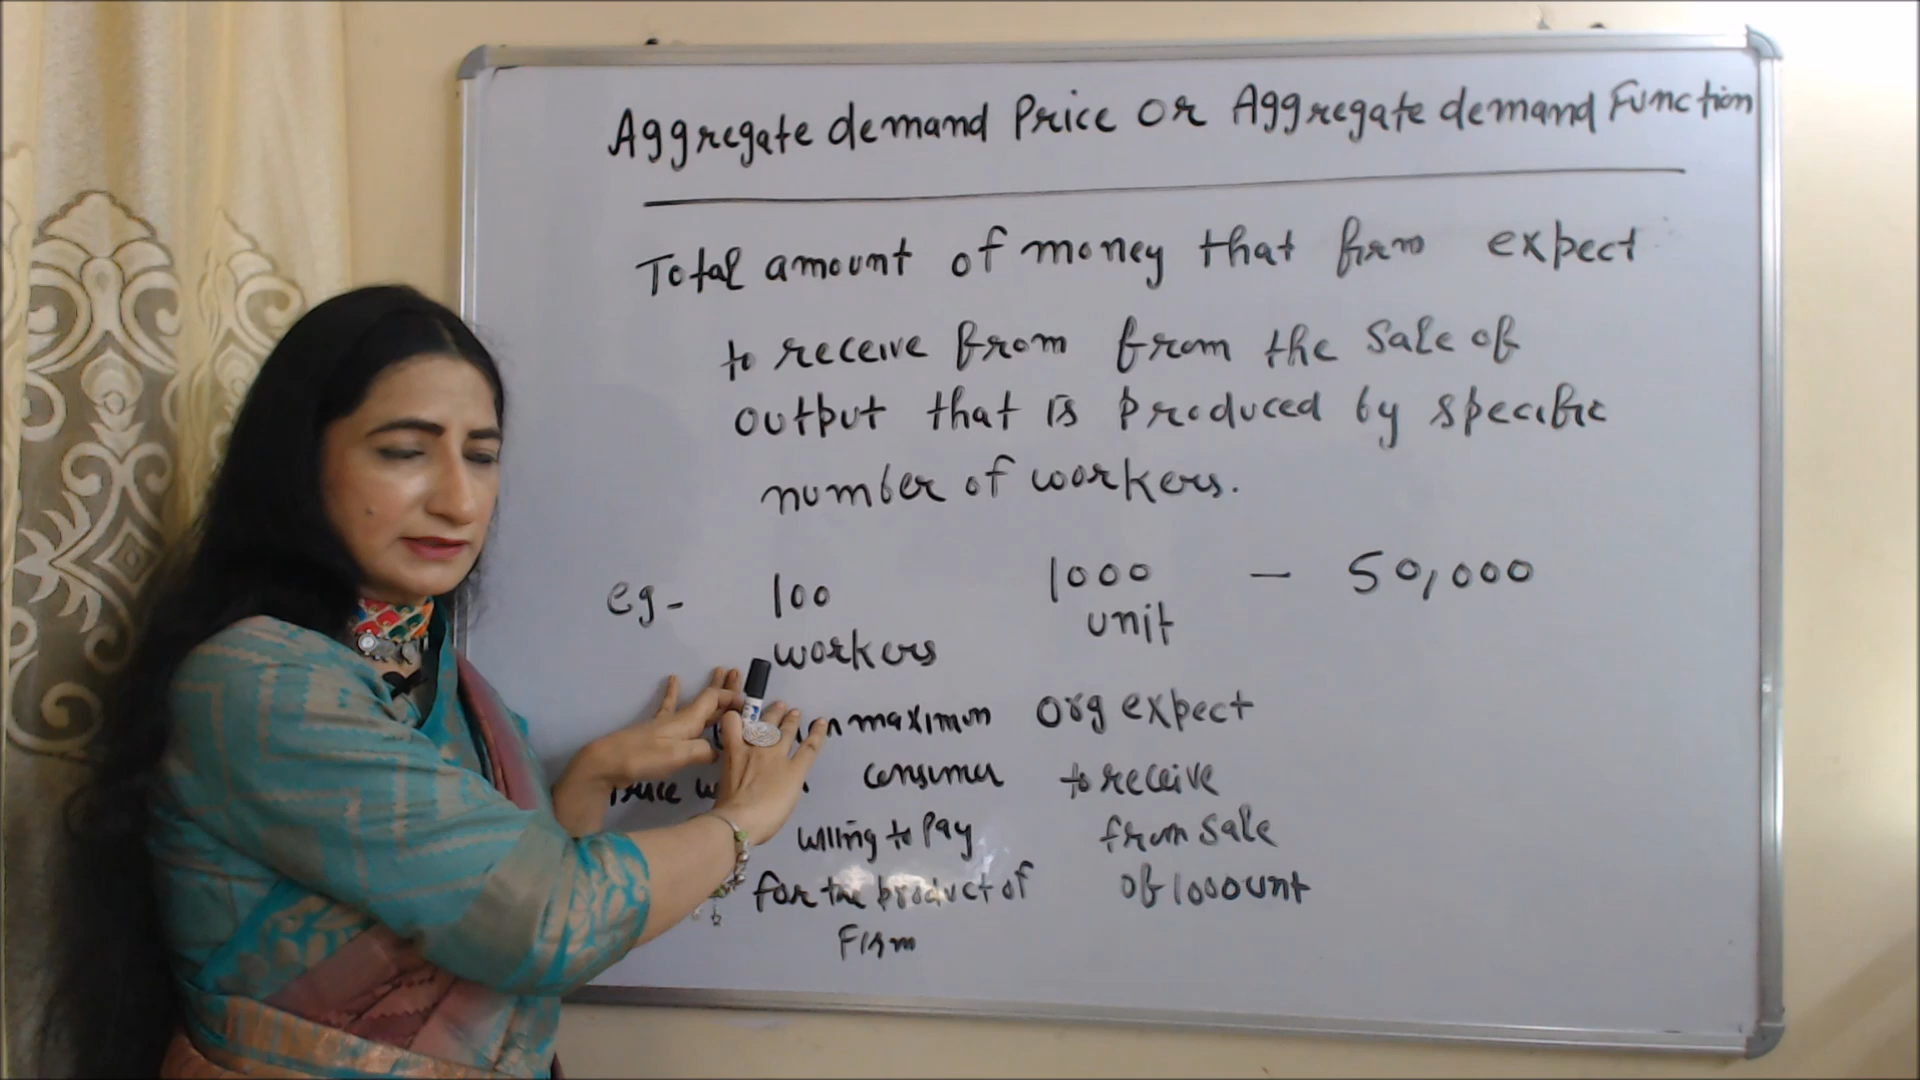 Aggregate demand Price or Aggregate demand Function
Total amount of money that firm expect
to receive from from the sale of
output that is produced by specific
number of workers.
eg- 100 1000 - 50,000
workers unit
maximum org expect
consumer to receive
willing to Pay from sale
for the product of of 1000 unt
Firm